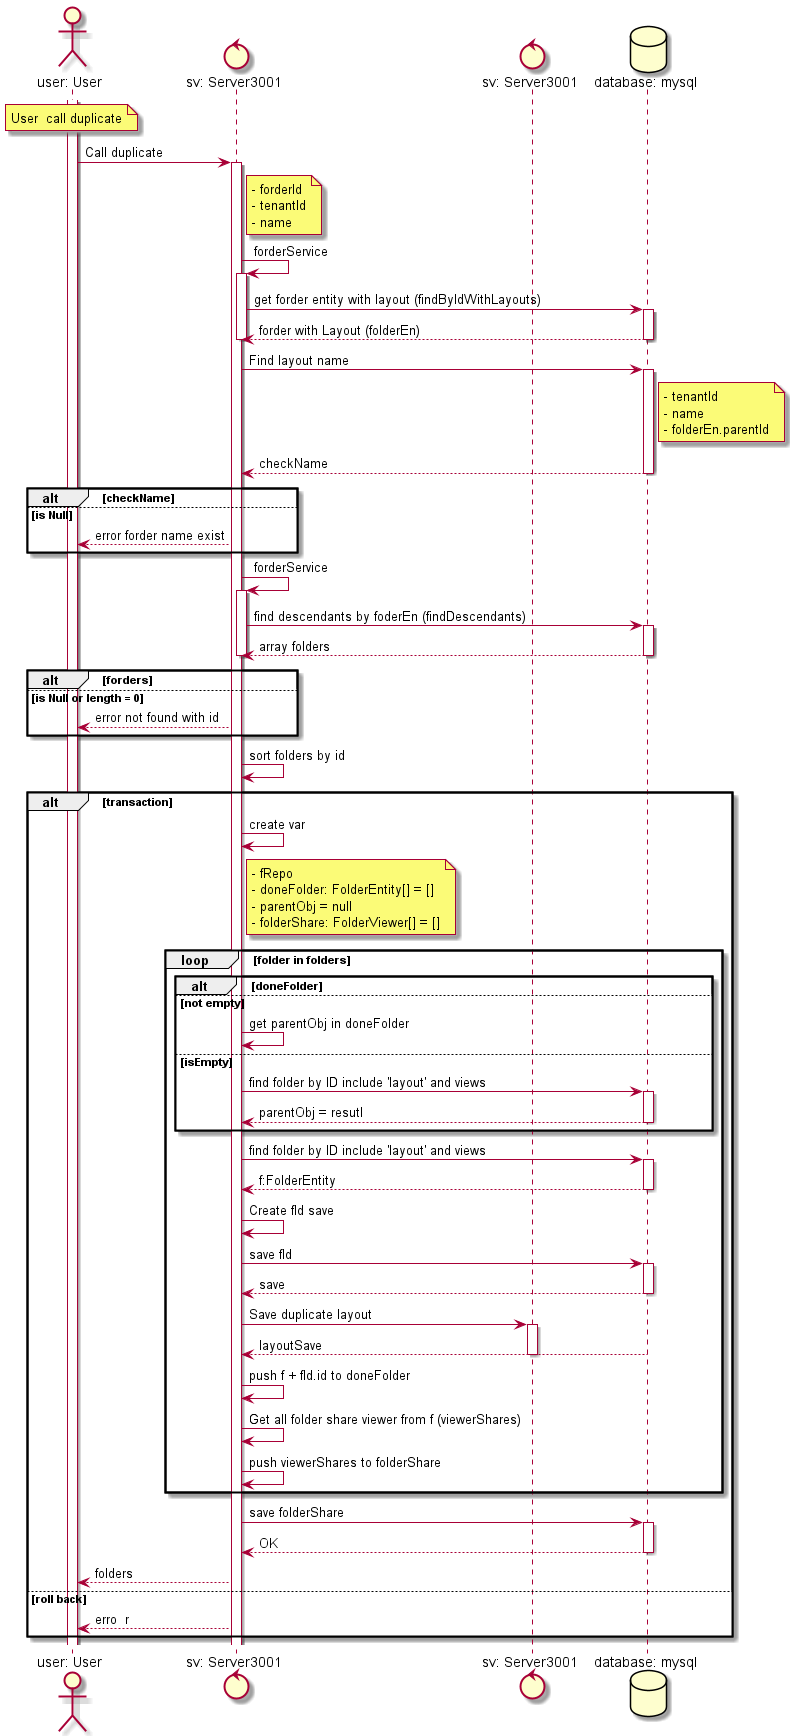 user: User
sv: Server3001
sv: Server3001
database: mysql
User  call duplicate
Call duplicate
- forderId
- tenantId
- name
forderService
get forder entity with layout (findByIdWithLayouts)
forder with Layout (folderEn)
Find layout name
- tenantId
- name
- folderEn.parentId
checkName
alt [checkName]
[is Null]
error forder name exist
forderService
find descendants by foderEn (findDescendants)
array folders
alt [forders]
[is Null or length = 0]
error not found with id
sort folders by id
alt [transaction]
create var
- fRepo
- doneFolder: FolderEntity[] = []
- parentObj = null
- folderShare: FolderViewer[] = []
loop [folder in folders]
alt [doneFolder]
[not empty]
get parentObj in doneFolder
[isEmpty]
find folder by ID include 'layout' and views
parentObj = resutl
find folder by ID include 'layout' and views
f:FolderEntity
Create fld save
save fld
save
Save duplicate layout
layoutSave
push f + fld.id to doneFolder
Get all folder share viewer from f (viewerShares)
push viewerShares to folderShare
save folderShare
OK
folders
[roll back]
erro  r
user: User
sv: Server3001
sv: Server3001
database: mysql